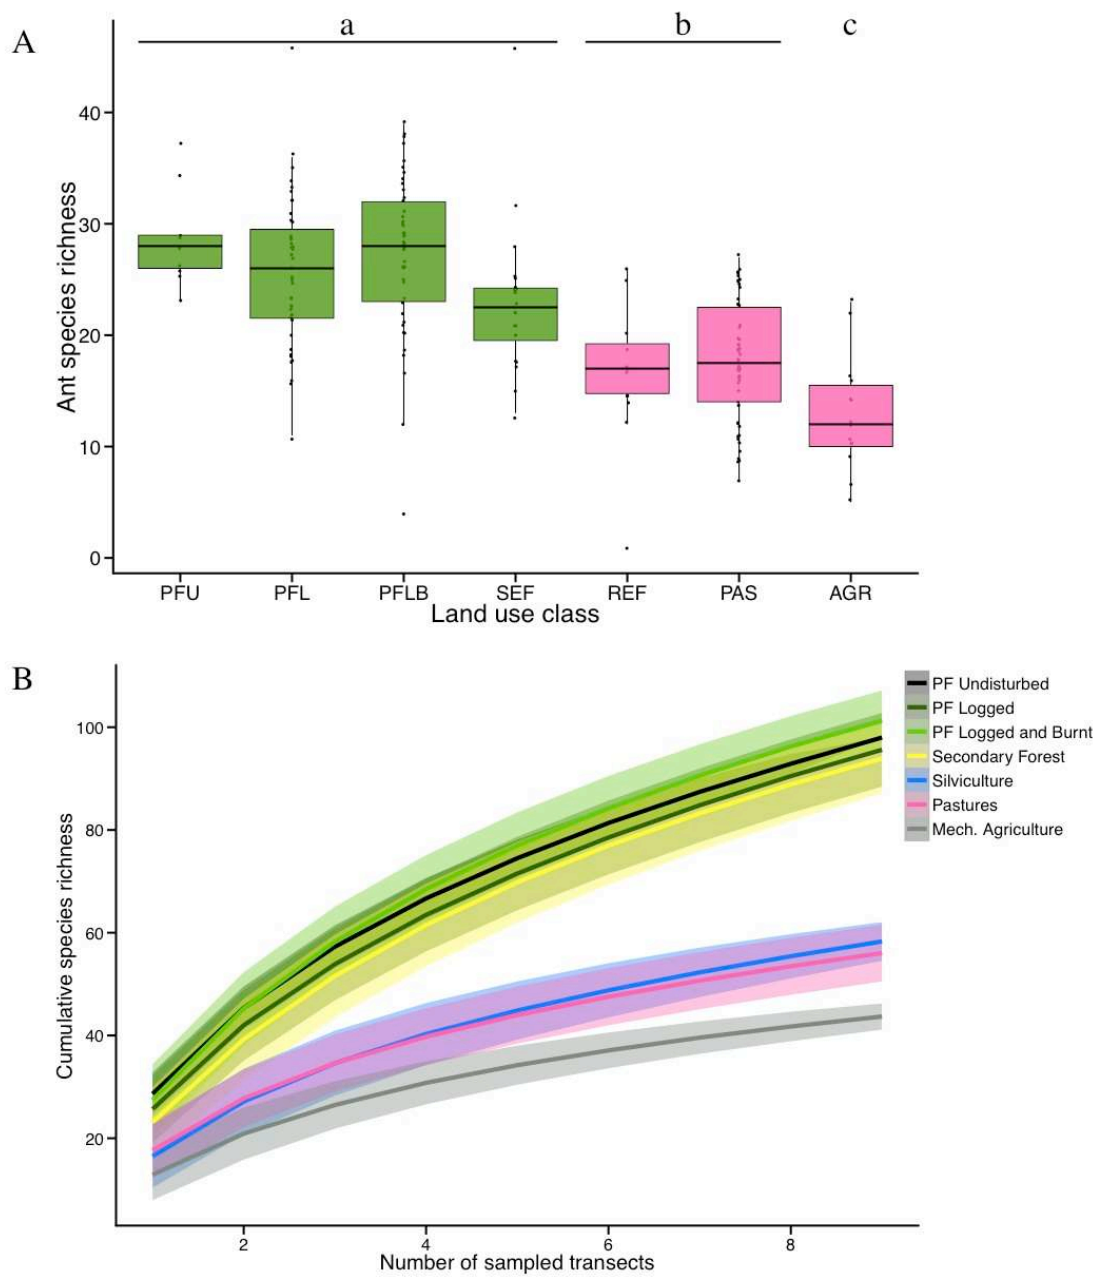 A
a b c
Ant species richness
40
30
20
10
0
PFU PFL PFLB SEF REF PAS AGR
Land use class
B
Cumulative species richness
100
80
60
40
20
2 4 6 8
Number of sampled transects
PF Undisturbed
PF Logged
PF Logged and Burnt
Secondary Forest
Silviculture
Pastures
Mech. Agriculture